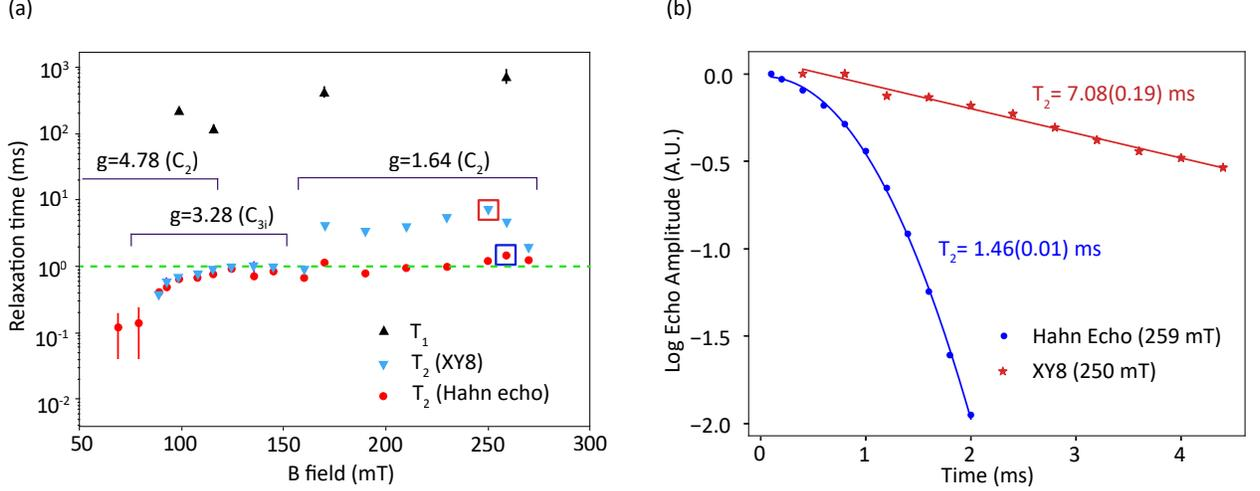 (a)
10³
10²
10¹
10⁰
10⁻¹
10⁻²
Relaxation time (ms)
g=4.78 (C₂)
g=1.64 (C₂)
g=3.28 (C₃ᵢ)
T₁
T₂ (XY8)
T₂ (Hahn echo)
50 100 150 200 250 300
B field (mT)
(b)
0.0
−0.5
−1.0
−1.5
−2.0
Log Echo Amplitude (A.U.)
T₂= 7.08(0.19) ms
T₂= 1.46(0.01) ms
Hahn Echo (259 mT)
XY8 (250 mT)
0 1 2 3 4
Time (ms)